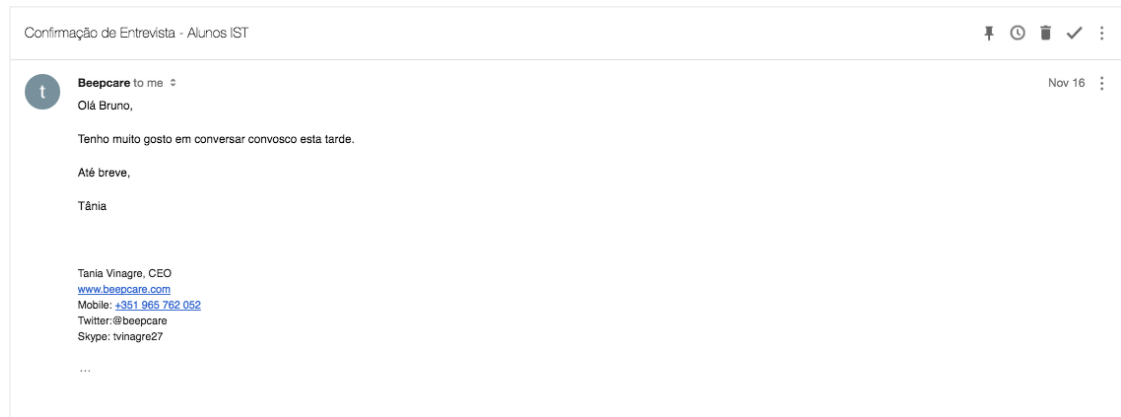 Confirmação de Entrevista - Alunos IST
t
Beepcare to me
Nov 16
Olá Bruno,
Tenho muito gosto em conversar convosco esta tarde.
Até breve,
Tânia
Tania Vinagre, CEO
www.beepcare.com
Mobile: +351 965 762 052
Twitter:@beepcare
Skype: tvinagre27
...